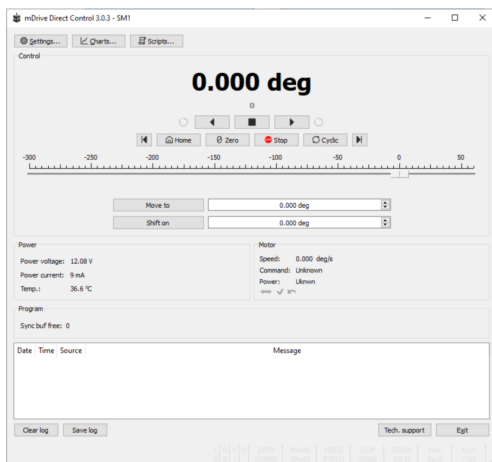 mDrive Direct Control 3.0.3 - SM1
Settings... Charts... Scripts...
Control
0.000 deg
0
Home Zero Stop Cyclic
-300 -250 -200 -150 -100 -50 0 50
Move to 0.000 deg
Shift on 0.000 deg
Power
Power voltage: 12.08 V
Power current: 9 mA
Temp.: 36.6 °C
Motor
Speed: 0.000 deg/s
Command: Unknown
Power: Uknwn
Program
Sync buf free: 0
Date Time Source Message
Clear log Save log Tech. support Exit